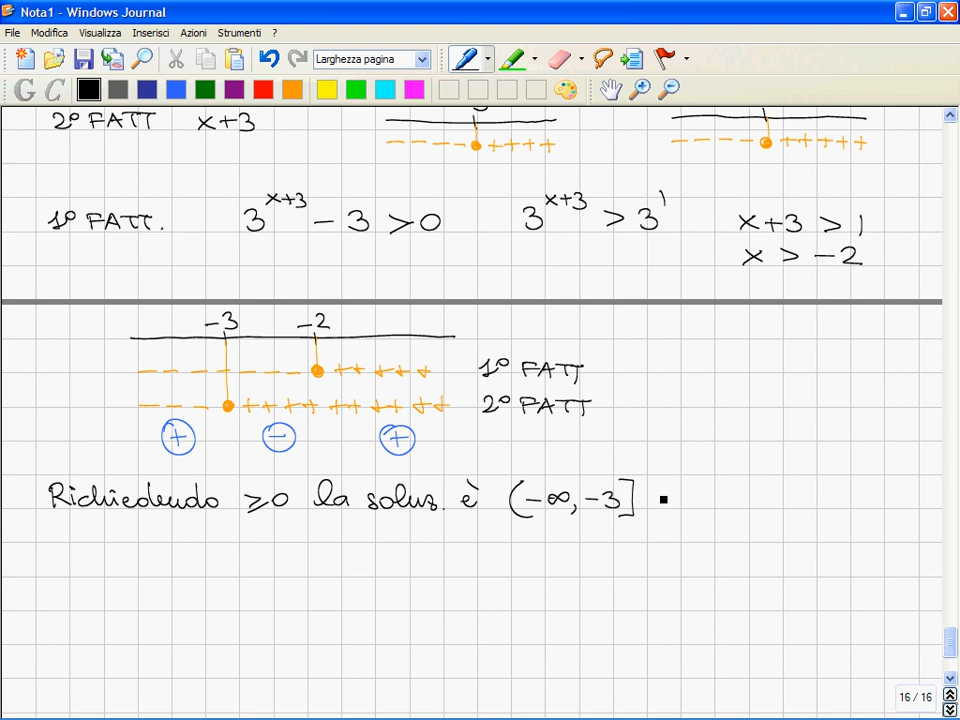 Nota1 - Windows Journal
File Modifica Visualizza Inserisci Azioni Strumenti ?
Larghezza pagina
G C
2° FATT x+3
- - - - + + + + - - - - + + + + +
1° FATT. 3^{x+3} - 3 > 0 3^{x+3} > 3^1 x+3 > 1
x > -2
-3 -2
- - - - - - - - ++ + + + 1° FATT
- - - ++ ++ ++ ++ ++ 2° FATT
+ - +
Richiedendo ≥0 la soluz. è (-∞, -3]
16 / 16